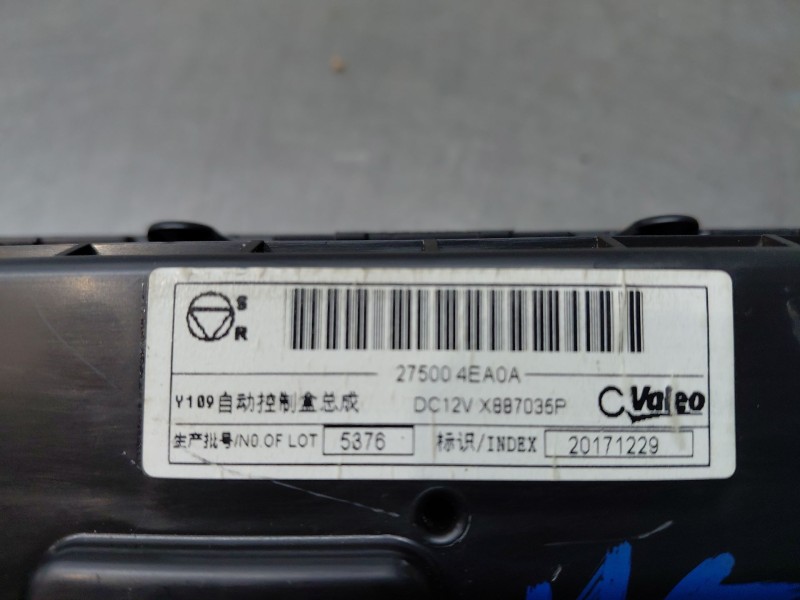 S
R
27500 4EA0A
Y109自动控制盒总成 DC12V X887035P Valeo
生产批号/NO.OF LOT 5376 标识/INDEX 20171229